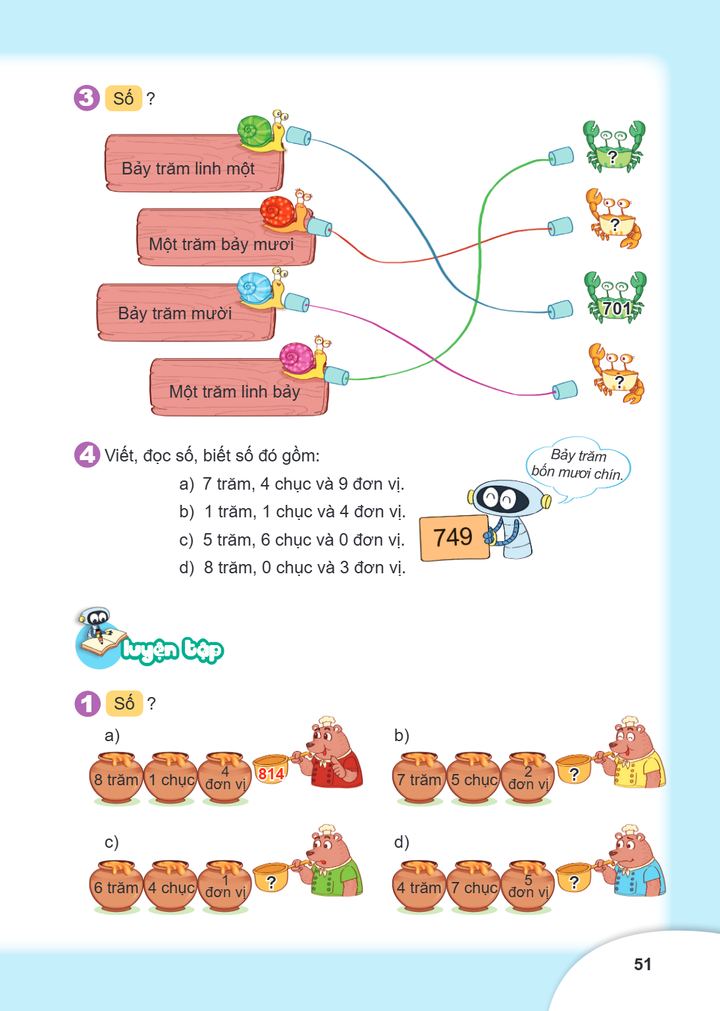 3 Số ?
Bảy trăm linh một
?
Một trăm bảy mươi
?
Bảy trăm mười
701
Một trăm linh bảy
?
4 Viết, đọc số, biết số đó gồm:
a) 7 trăm, 4 chục và 9 đơn vị.
b) 1 trăm, 1 chục và 4 đơn vị.
c) 5 trăm, 6 chục và 0 đơn vị.
d) 8 trăm, 0 chục và 3 đơn vị.
Bảy trăm
bốn mươi chín.
749
luyện tập
1 Số ?
a)
8 trăm 1 chục 4 đơn vị 814
b)
7 trăm 5 chục 2 đơn vị ?
c)
6 trăm 4 chục 1 đơn vị ?
d)
4 trăm 7 chục 5 đơn vị ?
51